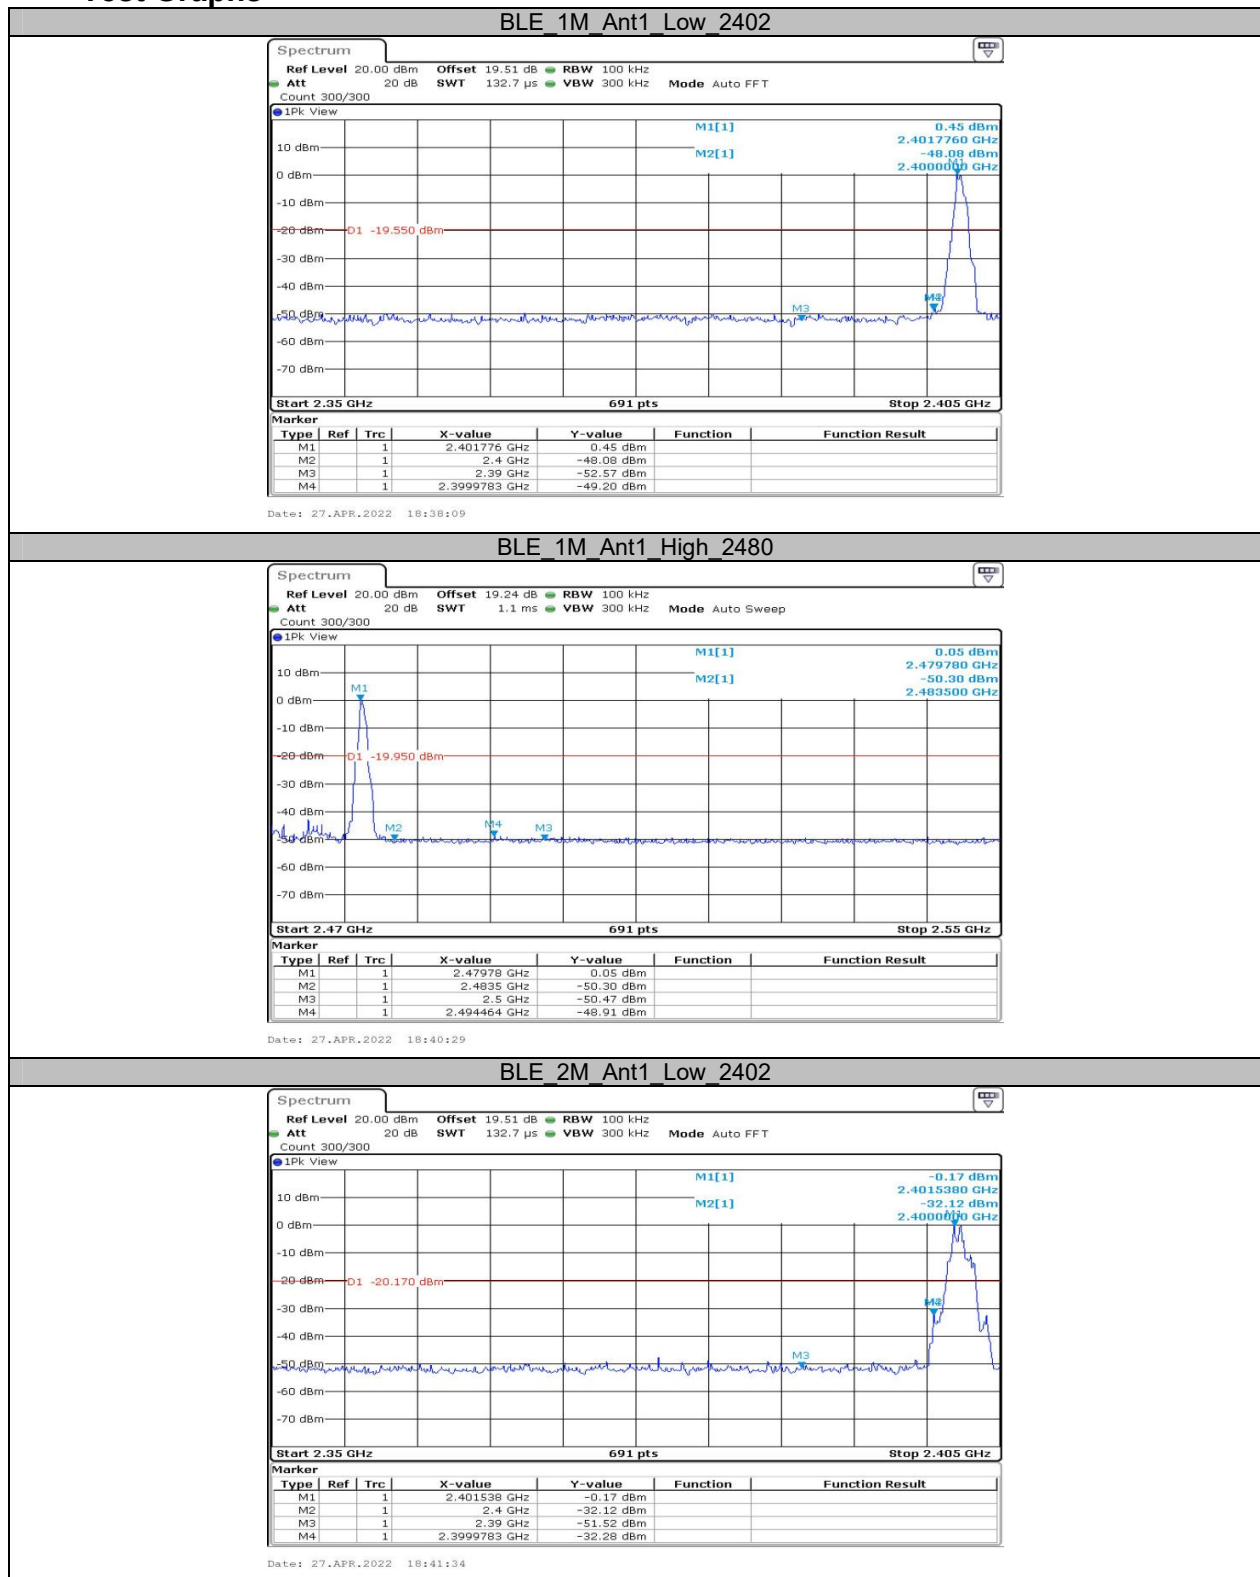 Test Graphs
BLE_1M_Ant1_Low_2402
Spectrum
Ref Level 20.00 dBm Offset 19.51 dB RBW 100 kHz
Att 20 dB SWT 132.7 µs VBW 300 kHz Mode Auto FFT
Count 300/300
1Pk View
M1[1] 0.45 dBm
2.4017760 GHz
M2[1] -48.08 dBm
2.4000000 GHz
M1
10 dBm
0 dBm
-10 dBm
-20 dBm
D1 -19.550 dBm
-30 dBm
-40 dBm
-50 dBm
M3
M4
-60 dBm
-70 dBm
Start 2.35 GHz 691 pts Stop 2.405 GHz
Marker
Type Ref Trc X-value Y-value Function Function Result
M1 1 2.401776 GHz 0.45 dBm
M2 1 2.4 GHz -48.08 dBm
M3 1 2.39 GHz -52.57 dBm
M4 1 2.3999783 GHz -49.20 dBm
Date: 27.APR.2022 18:38:09
BLE_1M_Ant1_High_2480
Spectrum
Ref Level 20.00 dBm Offset 19.24 dB RBW 100 kHz
Att 20 dB SWT 1.1 ms VBW 300 kHz Mode Auto Sweep
Count 300/300
1Pk View
M1[1] 0.05 dBm
2.479780 GHz
M2[1] -50.30 dBm
2.483500 GHz
10 dBm
M1
0 dBm
-10 dBm
-20 dBm
D1 -19.950 dBm
-30 dBm
-40 dBm
M2 M4 M3
-50 dBm
-60 dBm
-70 dBm
Start 2.47 GHz 691 pts Stop 2.55 GHz
Marker
Type Ref Trc X-value Y-value Function Function Result
M1 1 2.47978 GHz 0.05 dBm
M2 1 2.4835 GHz -50.30 dBm
M3 1 2.5 GHz -50.47 dBm
M4 1 2.494464 GHz -48.91 dBm
Date: 27.APR.2022 18:40:29
BLE_2M_Ant1_Low_2402
Spectrum
Ref Level 20.00 dBm Offset 19.51 dB RBW 100 kHz
Att 20 dB SWT 132.7 µs VBW 300 kHz Mode Auto FFT
Count 300/300
1Pk View
M1[1] -0.17 dBm
2.4015380 GHz
M2[1] -32.12 dBm
2.4000000 GHz
M1
10 dBm
0 dBm
-10 dBm
-20 dBm
D1 -20.170 dBm
-30 dBm
M4
-40 dBm
-50 dBm
M3
-60 dBm
-70 dBm
Start 2.35 GHz 691 pts Stop 2.405 GHz
Marker
Type Ref Trc X-value Y-value Function Function Result
M1 1 2.401538 GHz -0.17 dBm
M2 1 2.4 GHz -32.12 dBm
M3 1 2.39 GHz -51.52 dBm
M4 1 2.3999783 GHz -32.28 dBm
Date: 27.APR.2022 18:41:34